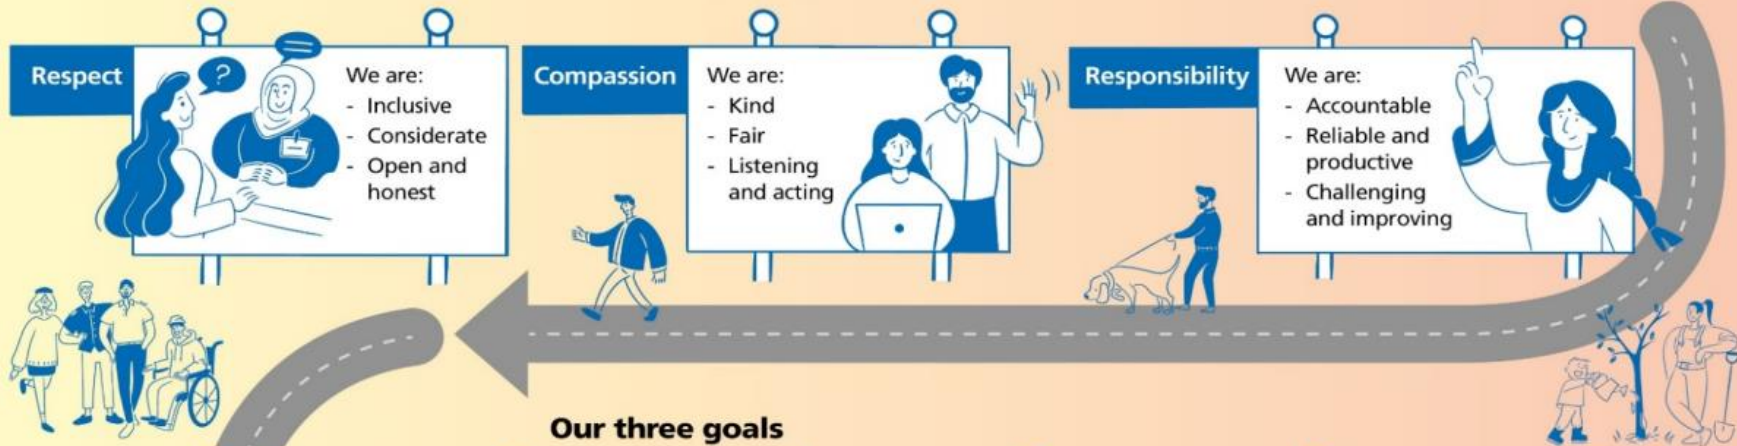 Respect
We are:
- Inclusive
- Considerate
- Open and
honest
?
Compassion
We are:
- Kind
- Fair
- Listening
and acting
Responsibility
We are:
- Accountable
- Reliable and
productive
- Challenging
and improving
Our three goals